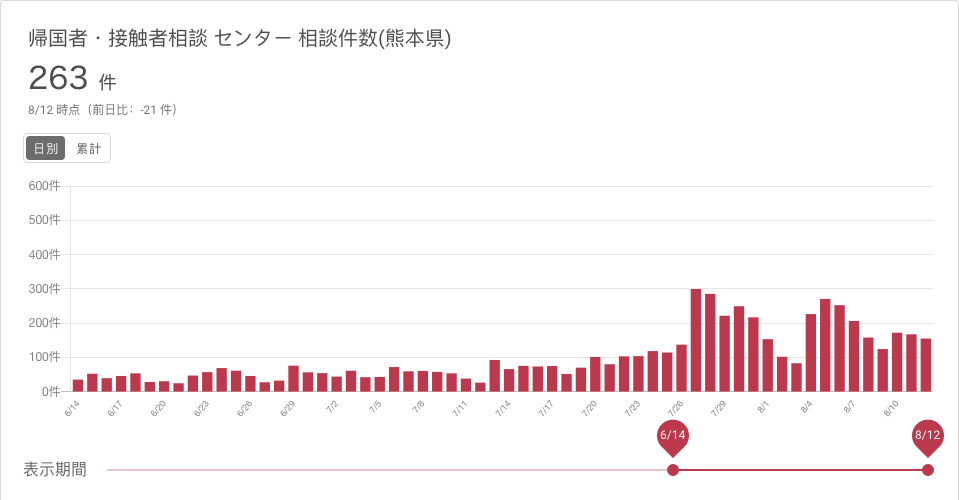 帰国者・接触者相談 センター 相談件数(熊本県)
263 件
8/12 時点（前日比：-21 件）
日別 累計
600件
500件
400件
300件
200件
100件
0件
6/14 6/17 6/20 6/23 6/26 6/29 7/2 7/5 7/8 7/11 7/14 7/17 7/20 7/23 7/26 7/29 8/1 8/4 8/7 8/10
6/14 8/12
表示期間